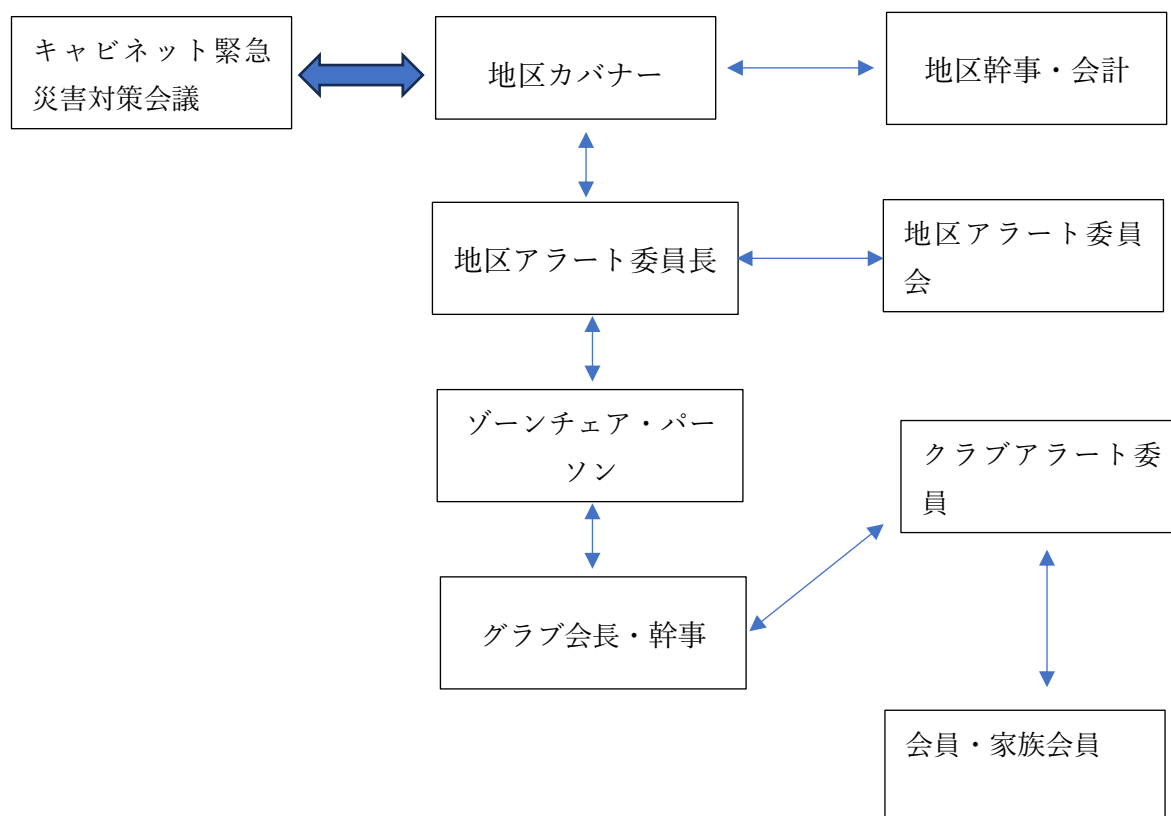 キャビネット緊急
災害対策会議
地区カバナー
地区幹事・会計
地区アラート委員長
地区アラート委員
会
ゾーンチェア・パー
ソン
クラブアラート委
員
グラブ会長・幹事
会員・家族会員